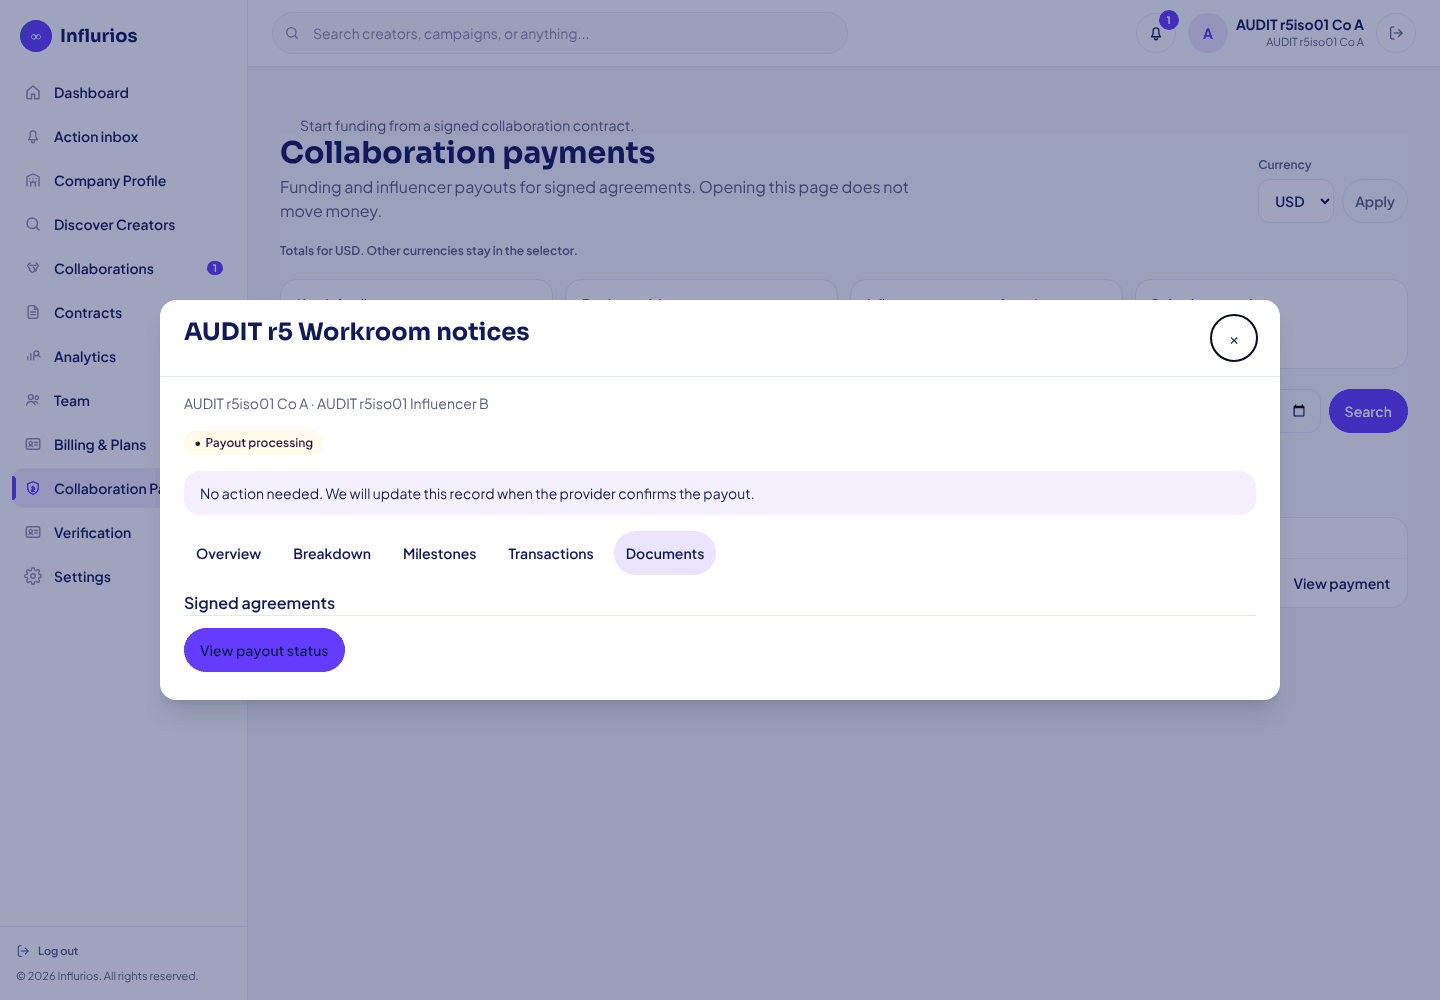 Influrios
Search creators, campaigns, or anything...
1
A
AUDIT r5iso01 Co A
AUDIT r5iso01 Co A
Dashboard
Action inbox
Company Profile
Discover Creators
Collaborations
1
Contracts
Analytics
Team
Billing & Plans
Collaboration Pa
Verification
Settings
Log out
© 2026 Influrios. All rights reserved.
Start funding from a signed collaboration contract.
Collaboration payments
Funding and influencer payouts for signed agreements. Opening this page does not
move money.
Currency
USD
Apply
Totals for USD. Other currencies stay in the selector.
Search
View payment
AUDIT r5 Workroom notices
×
AUDIT r5iso01 Co A · AUDIT r5iso01 Influencer B
Payout processing
No action needed. We will update this record when the provider confirms the payout.
Overview
Breakdown
Milestones
Transactions
Documents
Signed agreements
View payout status